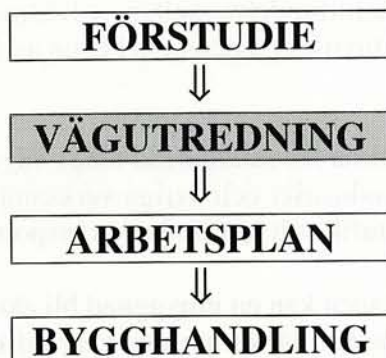 FÖRSTUDIE
⇓
VÄGUTREDNING
⇓
ARBETSPLAN
⇓
BYGGHANDLING